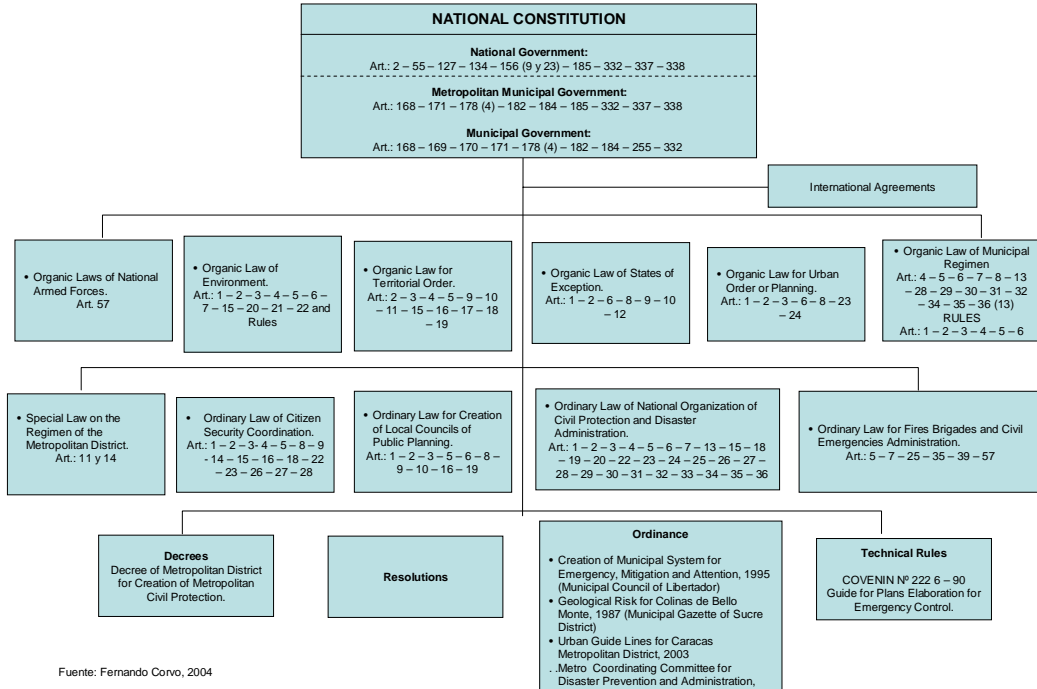 NATIONAL CONSTITUTION
National Government:
Art.: 2 – 55 – 127 – 134 – 156 (9 y 23) – 185 – 332 – 337 – 338
Metropolitan Municipal Government:
Art.: 168 – 171 – 178 (4) – 182 – 184 – 185 – 332 – 337 – 338
Municipal Government:
Art.: 168 – 169 – 170 – 171 – 178 (4) – 182 – 184 – 255 – 332
International Agreements
• Organic Laws of National
Armed Forces.
Art. 57
• Organic Law of
Environment.
Art.: 1 – 2 – 3 – 4 – 5 – 6 –
7 – 15 – 20 – 21 – 22 and
Rules
• Organic Law for
Territorial Order.
Art.: 2 – 3 – 4 – 5 – 9 – 10
– 11 – 15 – 16 – 17 – 18
– 19
• Organic Law of States of
Exception.
Art.: 1 – 2 – 6 – 8 – 9 – 10
– 12
• Organic Law for Urban
Order or Planning.
Art.: 1 – 2 – 3 – 6 – 8 – 23
– 24
• Organic Law of Municipal
Regimen
Art.: 4 – 5 – 6 – 7 – 8 – 13
– 28 – 29 – 30 – 31 – 32
– 34 – 35 – 36 (13)
RULES
Art.: 1 – 2 – 3 – 4 – 5 – 6
• Special Law on the
Regimen of the
Metropolitan District.
Art.: 11 y 14
• Ordinary Law of Citizen
Security Coordination.
Art.: 1 – 2 – 3- 4 – 5 – 8 – 9
- 14 – 15 – 16 – 18 – 22
– 23 – 26 – 27 – 28
• Ordinary Law for Creation
of Local Councils of
Public Planning.
Art.: 1 – 2 – 3 – 5 – 6 – 8 –
9 – 10 – 16 – 19
• Ordinary Law of National Organization of
Civil Protection and Disaster
Administration.
Art.: 1 – 2 – 3 – 4 – 5 – 6 – 7 – 13 – 15 – 18
– 19 – 20 – 22 – 23 – 24 – 25 – 26 – 27 –
28 – 29 – 30 – 31 – 32 – 33 – 34 – 35 – 36
• Ordinary Law for Fires Brigades and Civil
Emergencies Administration.
Art.: 5 – 7 – 25 – 35 – 39 – 57
Decrees
Decree of Metropolitan District
for Creation of Metropolitan
Civil Protection.
Resolutions
Ordinance
• Creation of Municipal System for
Emergency, Mitigation and Attention, 1995
(Municipal Council of Libertador)
• Geological Risk for Colinas de Bello
Monte, 1987 (Municipal Gazette of Sucre
District)
• Urban Guide Lines for Caracas
Metropolitan District, 2003
. .Metro Coordinating Committee for
Disaster Prevention and Administration,
Technical Rules
COVENIN Nº 222 6 – 90
Guide for Plans Elaboration for
Emergency Control.
Fuente: Fernando Corvo, 2004